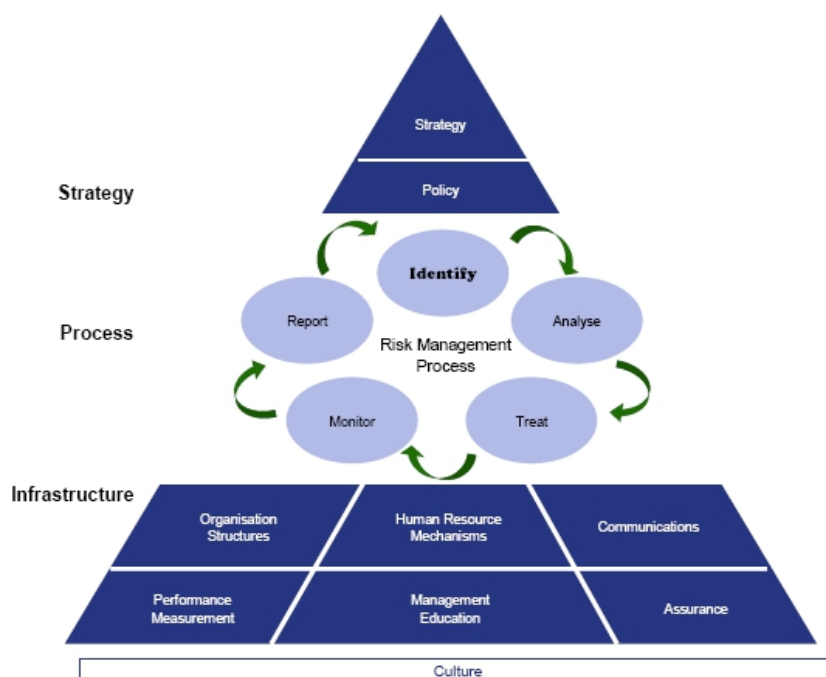 Strategy
Policy
Strategy
Identify
Report
Analyse
Process
Risk Management
Process
Monitor
Treat
Infrastructure
Organisation
Structures
Human Resource
Mechanisms
Communications
Performance
Measurement
Management
Education
Assurance
Culture